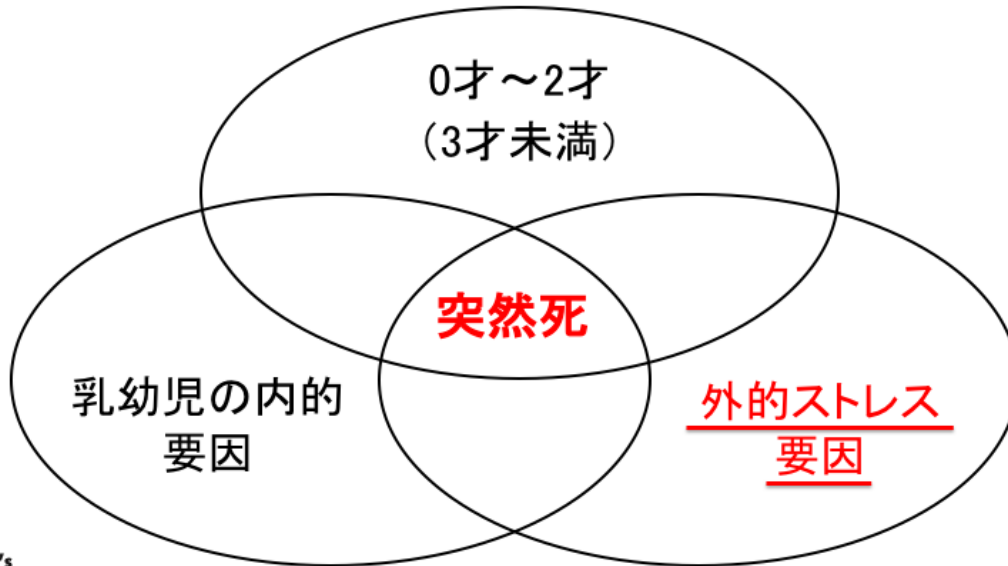 0才～2才
（3才未満）
突然死
乳幼児の内的
要因
外的ストレス
要因